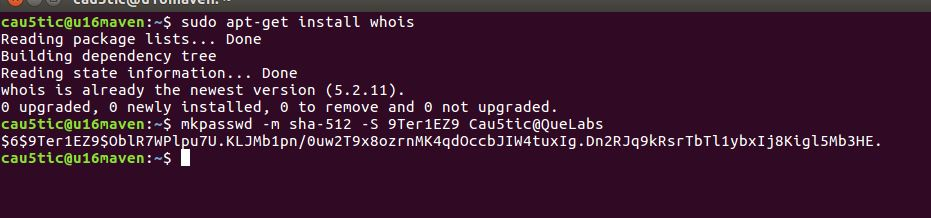 cau5tic@u16maven: ~
cau5tic@u16maven:~$ sudo apt-get install whois
Reading package lists... Done
Building dependency tree
Reading state information... Done
whois is already the newest version (5.2.11).
0 upgraded, 0 newly installed, 0 to remove and 0 not upgraded.
cau5tic@u16maven:~$ mkpasswd -m sha-512 -S 9Ter1EZ9 Cau5tic@QueLabs
$6$9Ter1EZ9$OblR7WPlpu7U.KLJMb1pn/0uw2T9x8ozrnMK4qdOccbJIW4tuxIg.Dn2RJq9kRsrTbTl1ybxIj8Kigl5Mb3HE.
cau5tic@u16maven:~$